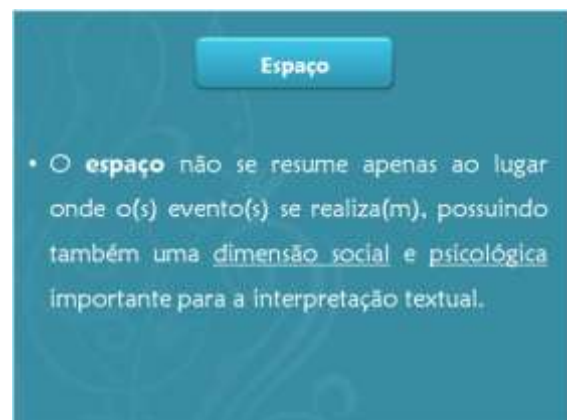 Espaço
• O espaço não se resume apenas ao lugar
onde o(s) evento(s) se realiza(m), possuindo
também uma dimensão social e psicológica
importante para a interpretação textual.